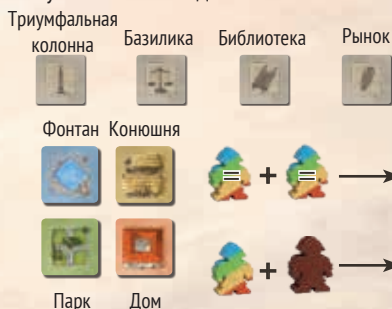 Триумфальная
колонна Базилика Библиотека Рынок
Фонтан Конюшня
= + =
+
Парк Дом